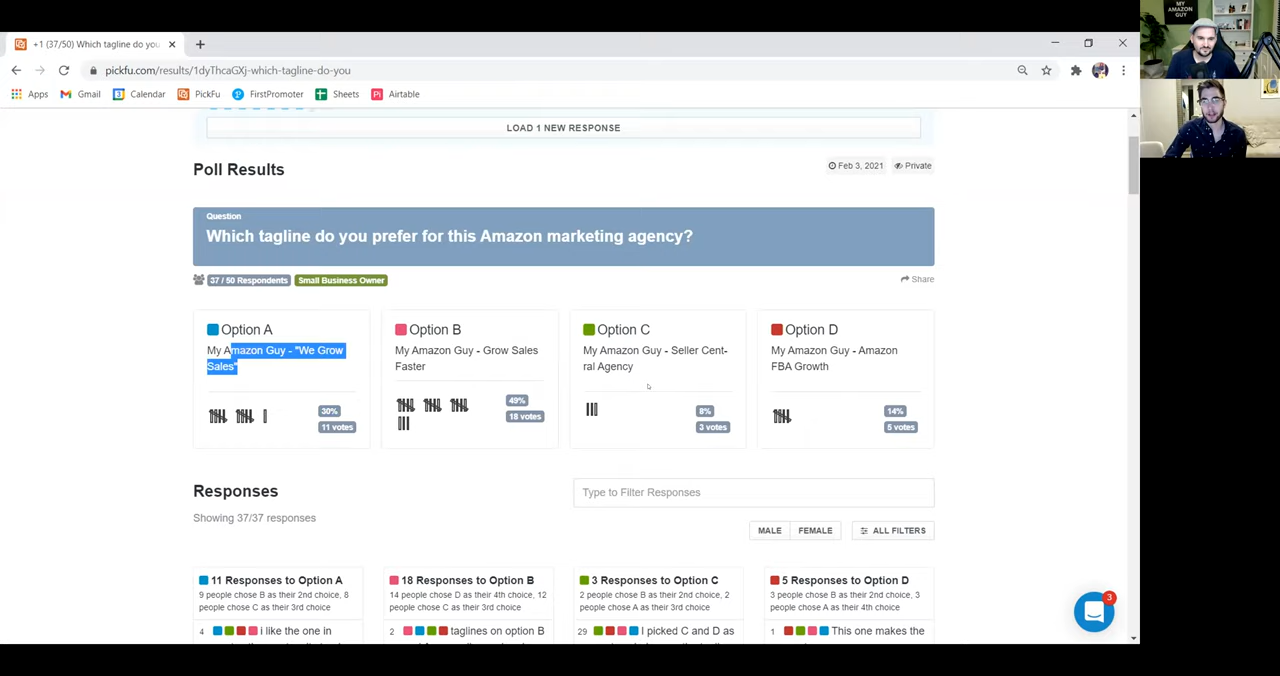 +1 (37/50) Which tagline do you
pickfu.com/results/1dyThcaGXj-which-tagline-do-you
Apps Gmail Calendar PickFu FirstPromoter Sheets Airtable
MY
AMAZON
GUY
LOAD 1 NEW RESPONSE
Poll Results
Feb 3, 2021 Private
Question
Which tagline do you prefer for this Amazon marketing agency?
37 / 50 Respondents Small Business Owner
Share
Option A
My Amazon Guy - "We Grow
Sales"
30%
11 votes
Option B
My Amazon Guy - Grow Sales
Faster
49%
18 votes
Option C
My Amazon Guy - Seller Cent-
ral Agency
8%
3 votes
Option D
My Amazon Guy - Amazon
FBA Growth
14%
5 votes
Responses
Type to Filter Responses
Showing 37/37 responses
MALE FEMALE ALL FILTERS
11 Responses to Option A
9 people chose B as their 2nd choice, 8
people chose C as their 3rd choice
4 i like the one in
18 Responses to Option B
14 people chose D as their 4th choice, 12
people chose C as their 3rd choice
2 taglines on option B
3 Responses to Option C
2 people chose B as their 2nd choice, 2
people chose A as their 3rd choice
29 I picked C and D as
5 Responses to Option D
3 people chose B as their 2nd choice, 3
people chose A as their 4th choice
1 This one makes the
3